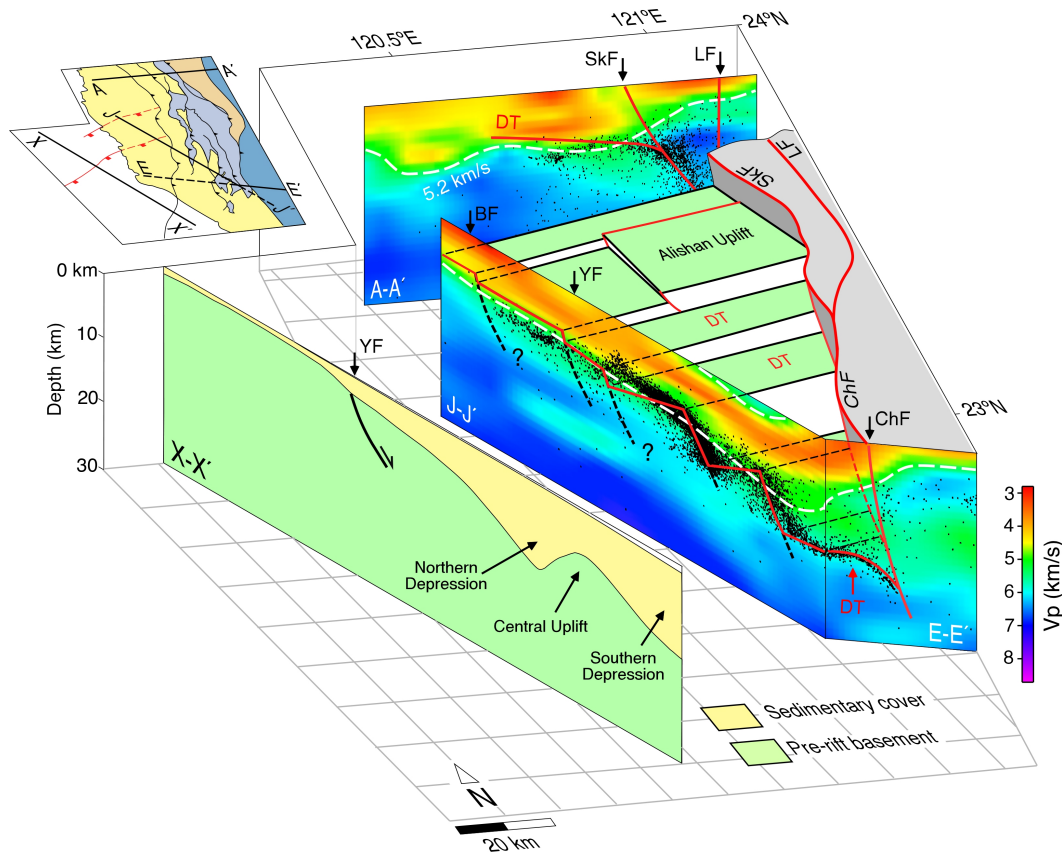 120.5°E
121°E
24°N
SkF
LF
DT
5.2 km/s
A
A´
J
X
E
E´
J´
X´
LF
SkF
BF
Alishan Uplift
YF
A-A´
0 km
DT
10
YF
DT
ChF
Depth (km)
20
?
23°N
J-J´
ChF
30
X-X´
?
3
4
5
6
7
8
Vp (km/s)
Northern
Depression
Central Uplift
DT
E-E´
Southern
Depression
Sedimentary cover
Pre-rift basement
N
20 km